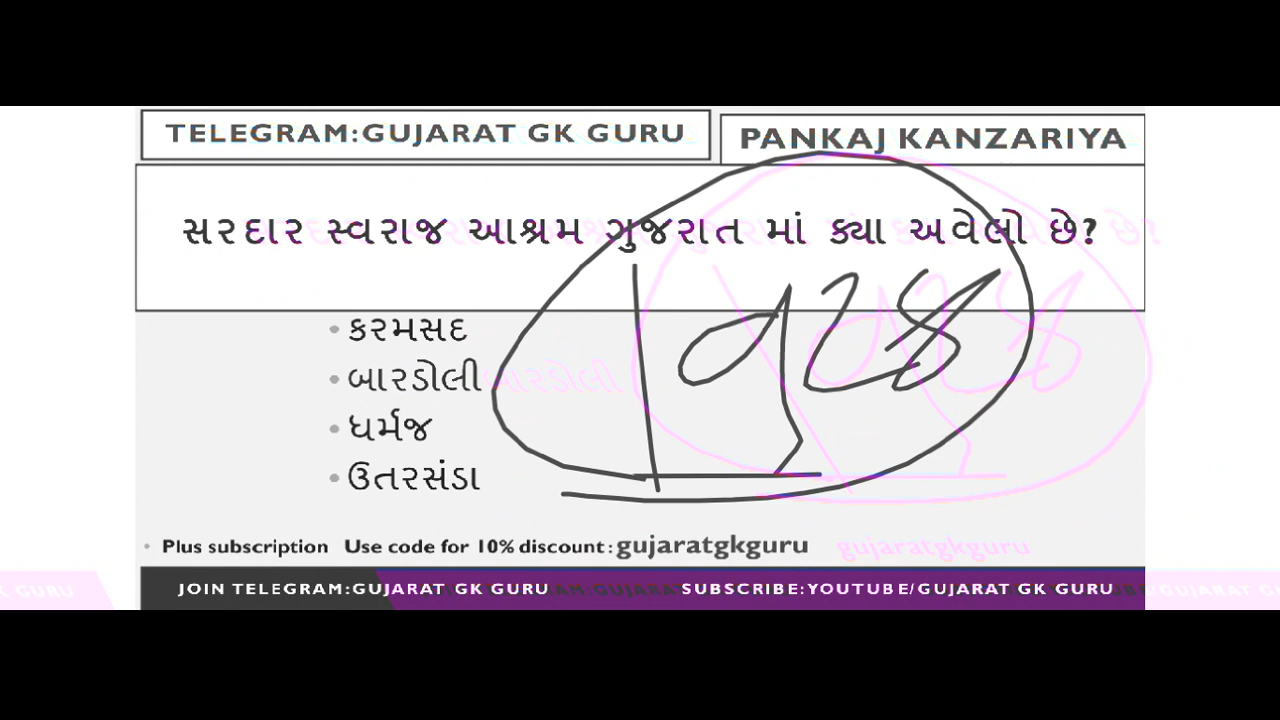 TELEGRAM:GUJARAT GK GURU
PANKAJ KANZARIYA
સરદાર સ્વરાજ આશ્રમ ગુજરાત માં ક્યા અવેલો છે?
• કરમસદ
• બારડોલી
• ધર્મજ
• ઉતરસંડા
1928
• Plus subscription Use code for 10% discount : gujaratgkguru
JOIN TELEGRAM:GUJARAT GK GURU SUBSCRIBE:YOUTUBE/GUJARAT GK GURU